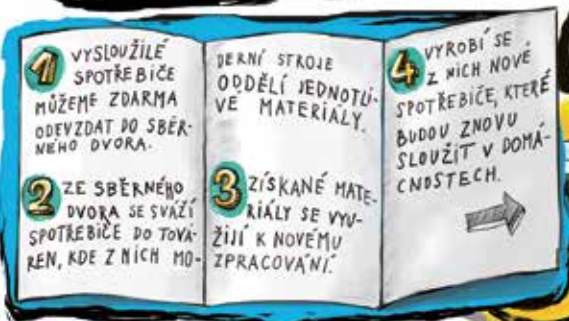 1 VYSLOUŽILÉ
SPOTŘEBIČE
MŮŽEME ZDARMA
ODEVZDAT DO SBĚR-
NÉHO DVORA.
2 ZE SBĚRNÉHO
DVORA SE SVÁŽÍ
SPOTŘEBIČE DO TOVÁ-
REN, KDE Z NICH MO-
DERNÍ STROJE
ODDĚLÍ JEDNOTLI-
VÉ MATERIÁLY.
3 ZÍSKANÉ MATE-
RIÁLY SE VYU-
ŽIJÍ K NOVÉMU
ZPRACOVÁNÍ.
4 VYROBÍ SE
Z NICH NOVÉ
SPOTŘEBIČE, KTERÉ
BUDOU ZNOVU
SLOUŽIT V DOMÁ-
CNOSTECH.